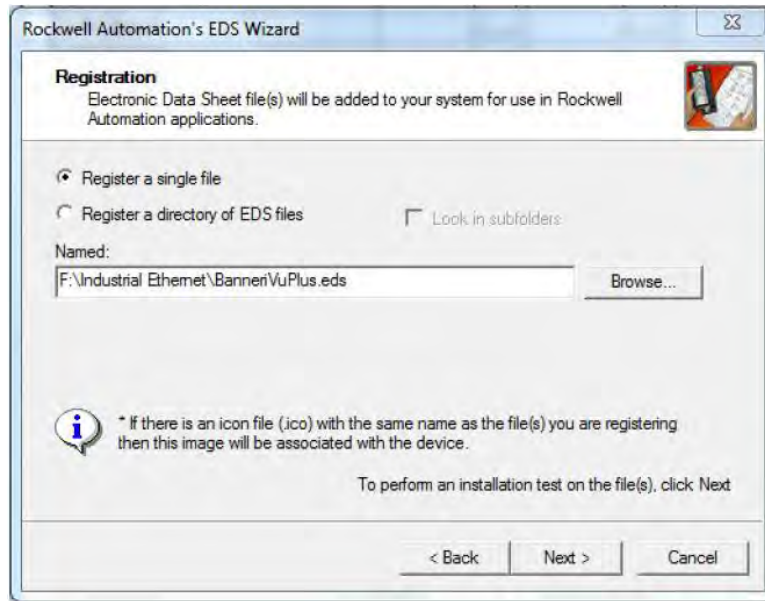 Rockwell Automation's EDS Wizard
Registration
Electronic Data Sheet file(s) will be added to your system for use in Rockwell
Automation applications.
Register a single file
Register a directory of EDS files
Look in subfolders
Named:
F:\Industrial Ethernet\BanneriVuPlus.eds
Browse...
* If there is an icon file (.ico) with the same name as the file(s) you are registering
then this image will be associated with the device.
To perform an installation test on the file(s), click Next
< Back
Next >
Cancel